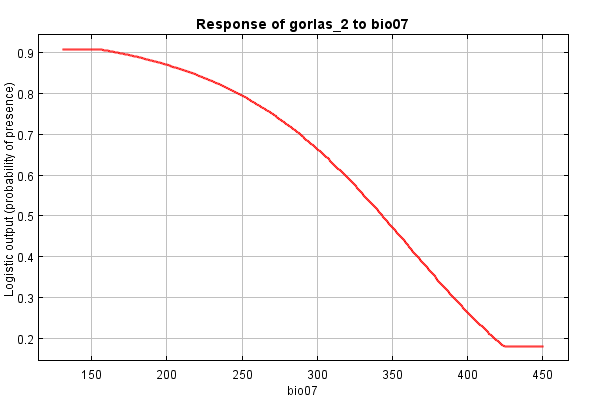 Response of gorlas_2 to bio07
Logistic output (probability of presence)
0.9
0.8
0.7
0.6
0.5
0.4
0.3
0.2
150 200 250 300 350 400 450
bio07